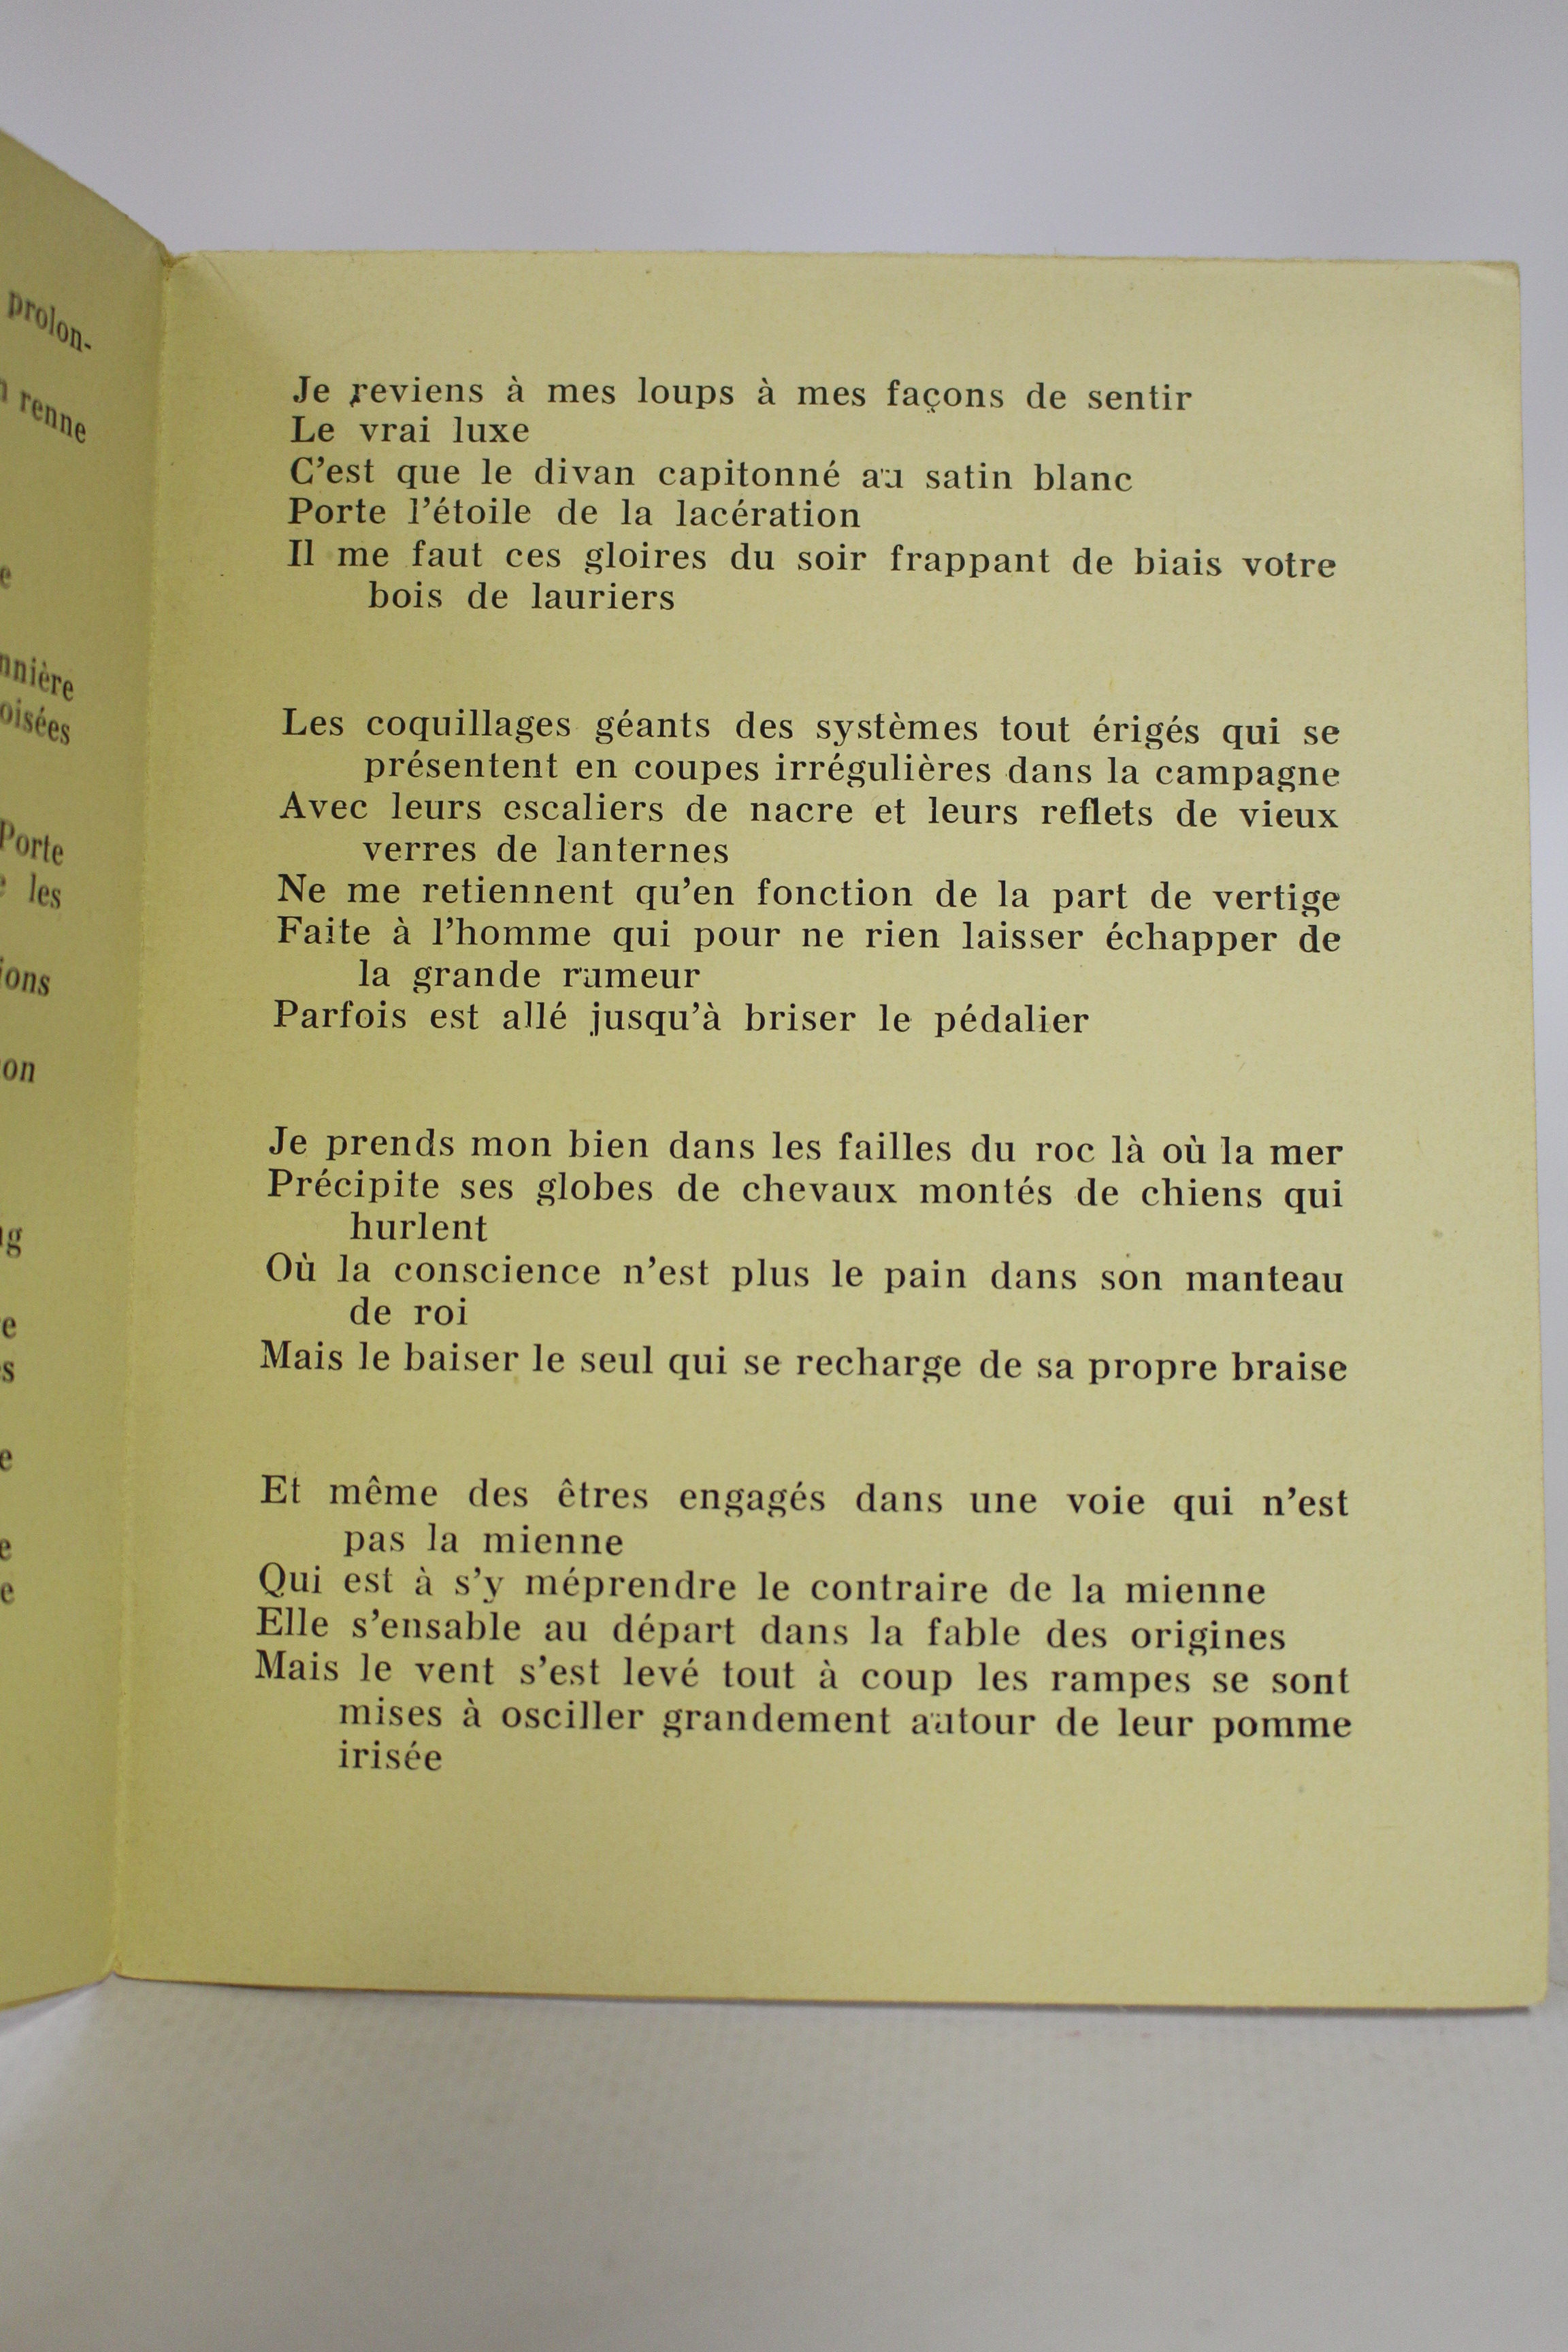 prolon-
renne
e
nnière
oisées
Porte
les
ions
on
g
e
s
e
e
e
Je reviens à mes loups à mes façons de sentir
Le vrai luxe
C'est que le divan capitonné au satin blanc
Porte l'étoile de la lacération
Il me faut ces gloires du soir frappant de biais votre
bois de lauriers
Les coquillages géants des systèmes tout érigés qui se
présentent en coupes irrégulières dans la campagne
Avec leurs escaliers de nacre et leurs reflets de vieux
verres de lanternes
Ne me retiennent qu'en fonction de la part de vertige
Faite à l'homme qui pour ne rien laisser échapper de
la grande rumeur
Parfois est allé jusqu'à briser le pédalier
Je prends mon bien dans les failles du roc là où la mer
Précipite ses globes de chevaux montés de chiens qui
hurlent
Où la conscience n'est plus le pain dans son manteau
de roi
Mais le baiser le seul qui se recharge de sa propre braise
Et même des êtres engagés dans une voie qui n'est
pas la mienne
Qui est à s'y méprendre le contraire de la mienne
Elle s'ensable au départ dans la fable des origines
Mais le vent s'est levé tout à coup les rampes se sont
mises à osciller grandement autour de leur pomme
irisée